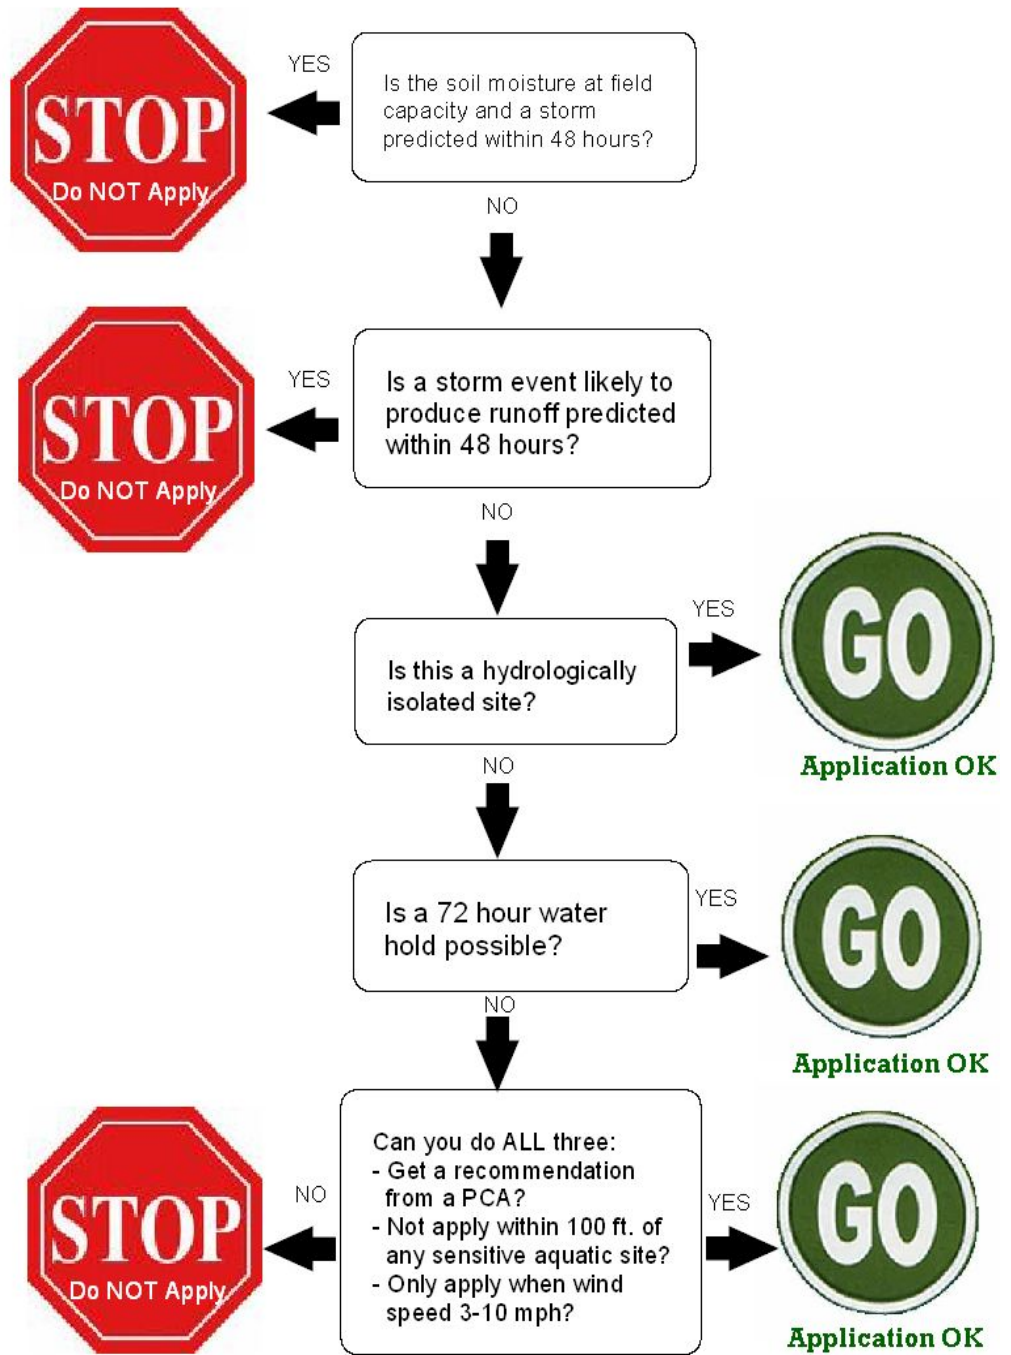 YES
Is the soil moisture at field
capacity and a storm
predicted within 48 hours?
STOP
Do NOT Apply
NO
YES
Is a storm event likely to
produce runoff predicted
within 48 hours?
STOP
Do NOT Apply
NO
Is this a hydrologically
isolated site?
YES
GO
Application OK
NO
Is a 72 hour water
hold possible?
YES
GO
Application OK
NO
Can you do ALL three:
- Get a recommendation
from a PCA?
- Not apply within 100 ft. of
any sensitive aquatic site?
- Only apply when wind
speed 3-10 mph?
NO
STOP
Do NOT Apply
YES
GO
Application OK